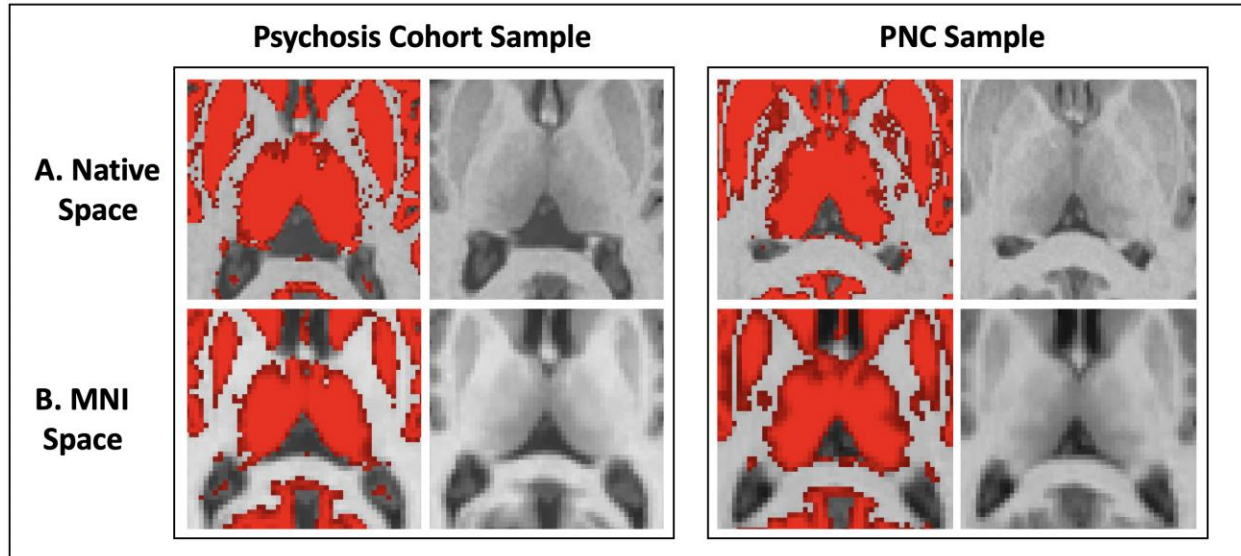 Psychosis Cohort Sample
PNC Sample
A. Native
Space
B. MNI
Space